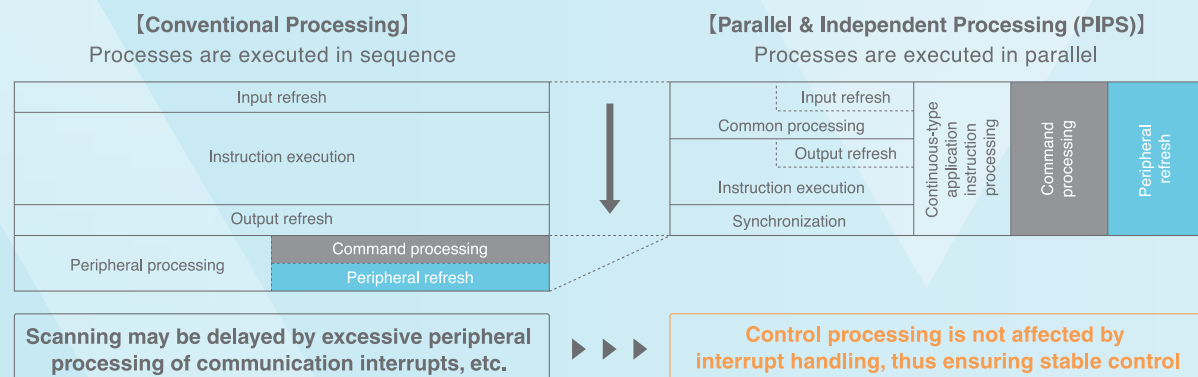 【Conventional Processing】
Processes are executed in sequence
Input refresh
Instruction execution
Output refresh
Peripheral processing
Command processing
Peripheral refresh
Scanning may be delayed by excessive peripheral
processing of communication interrupts, etc.
【Parallel & Independent Processing (PIPS)】
Processes are executed in parallel
Input refresh
Common processing
Output refresh
Instruction execution
Synchronization
Continuous-type
application
instruction
processing
Command
processing
Peripheral
refresh
Control processing is not affected by
interrupt handling, thus ensuring stable control